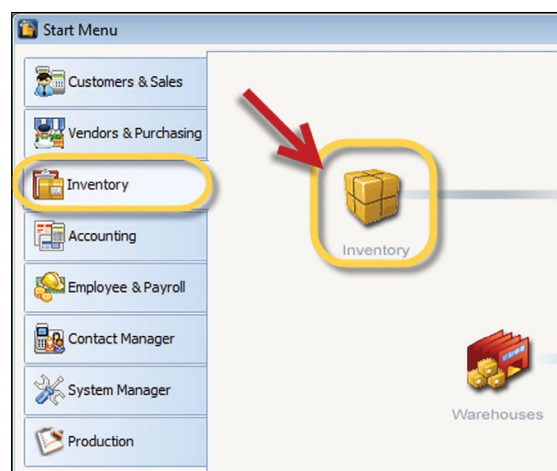 Start Menu
Customers & Sales
Vendors & Purchasing
Inventory
Accounting
Employee & Payroll
Contact Manager
System Manager
Production
Inventory
Warehouses